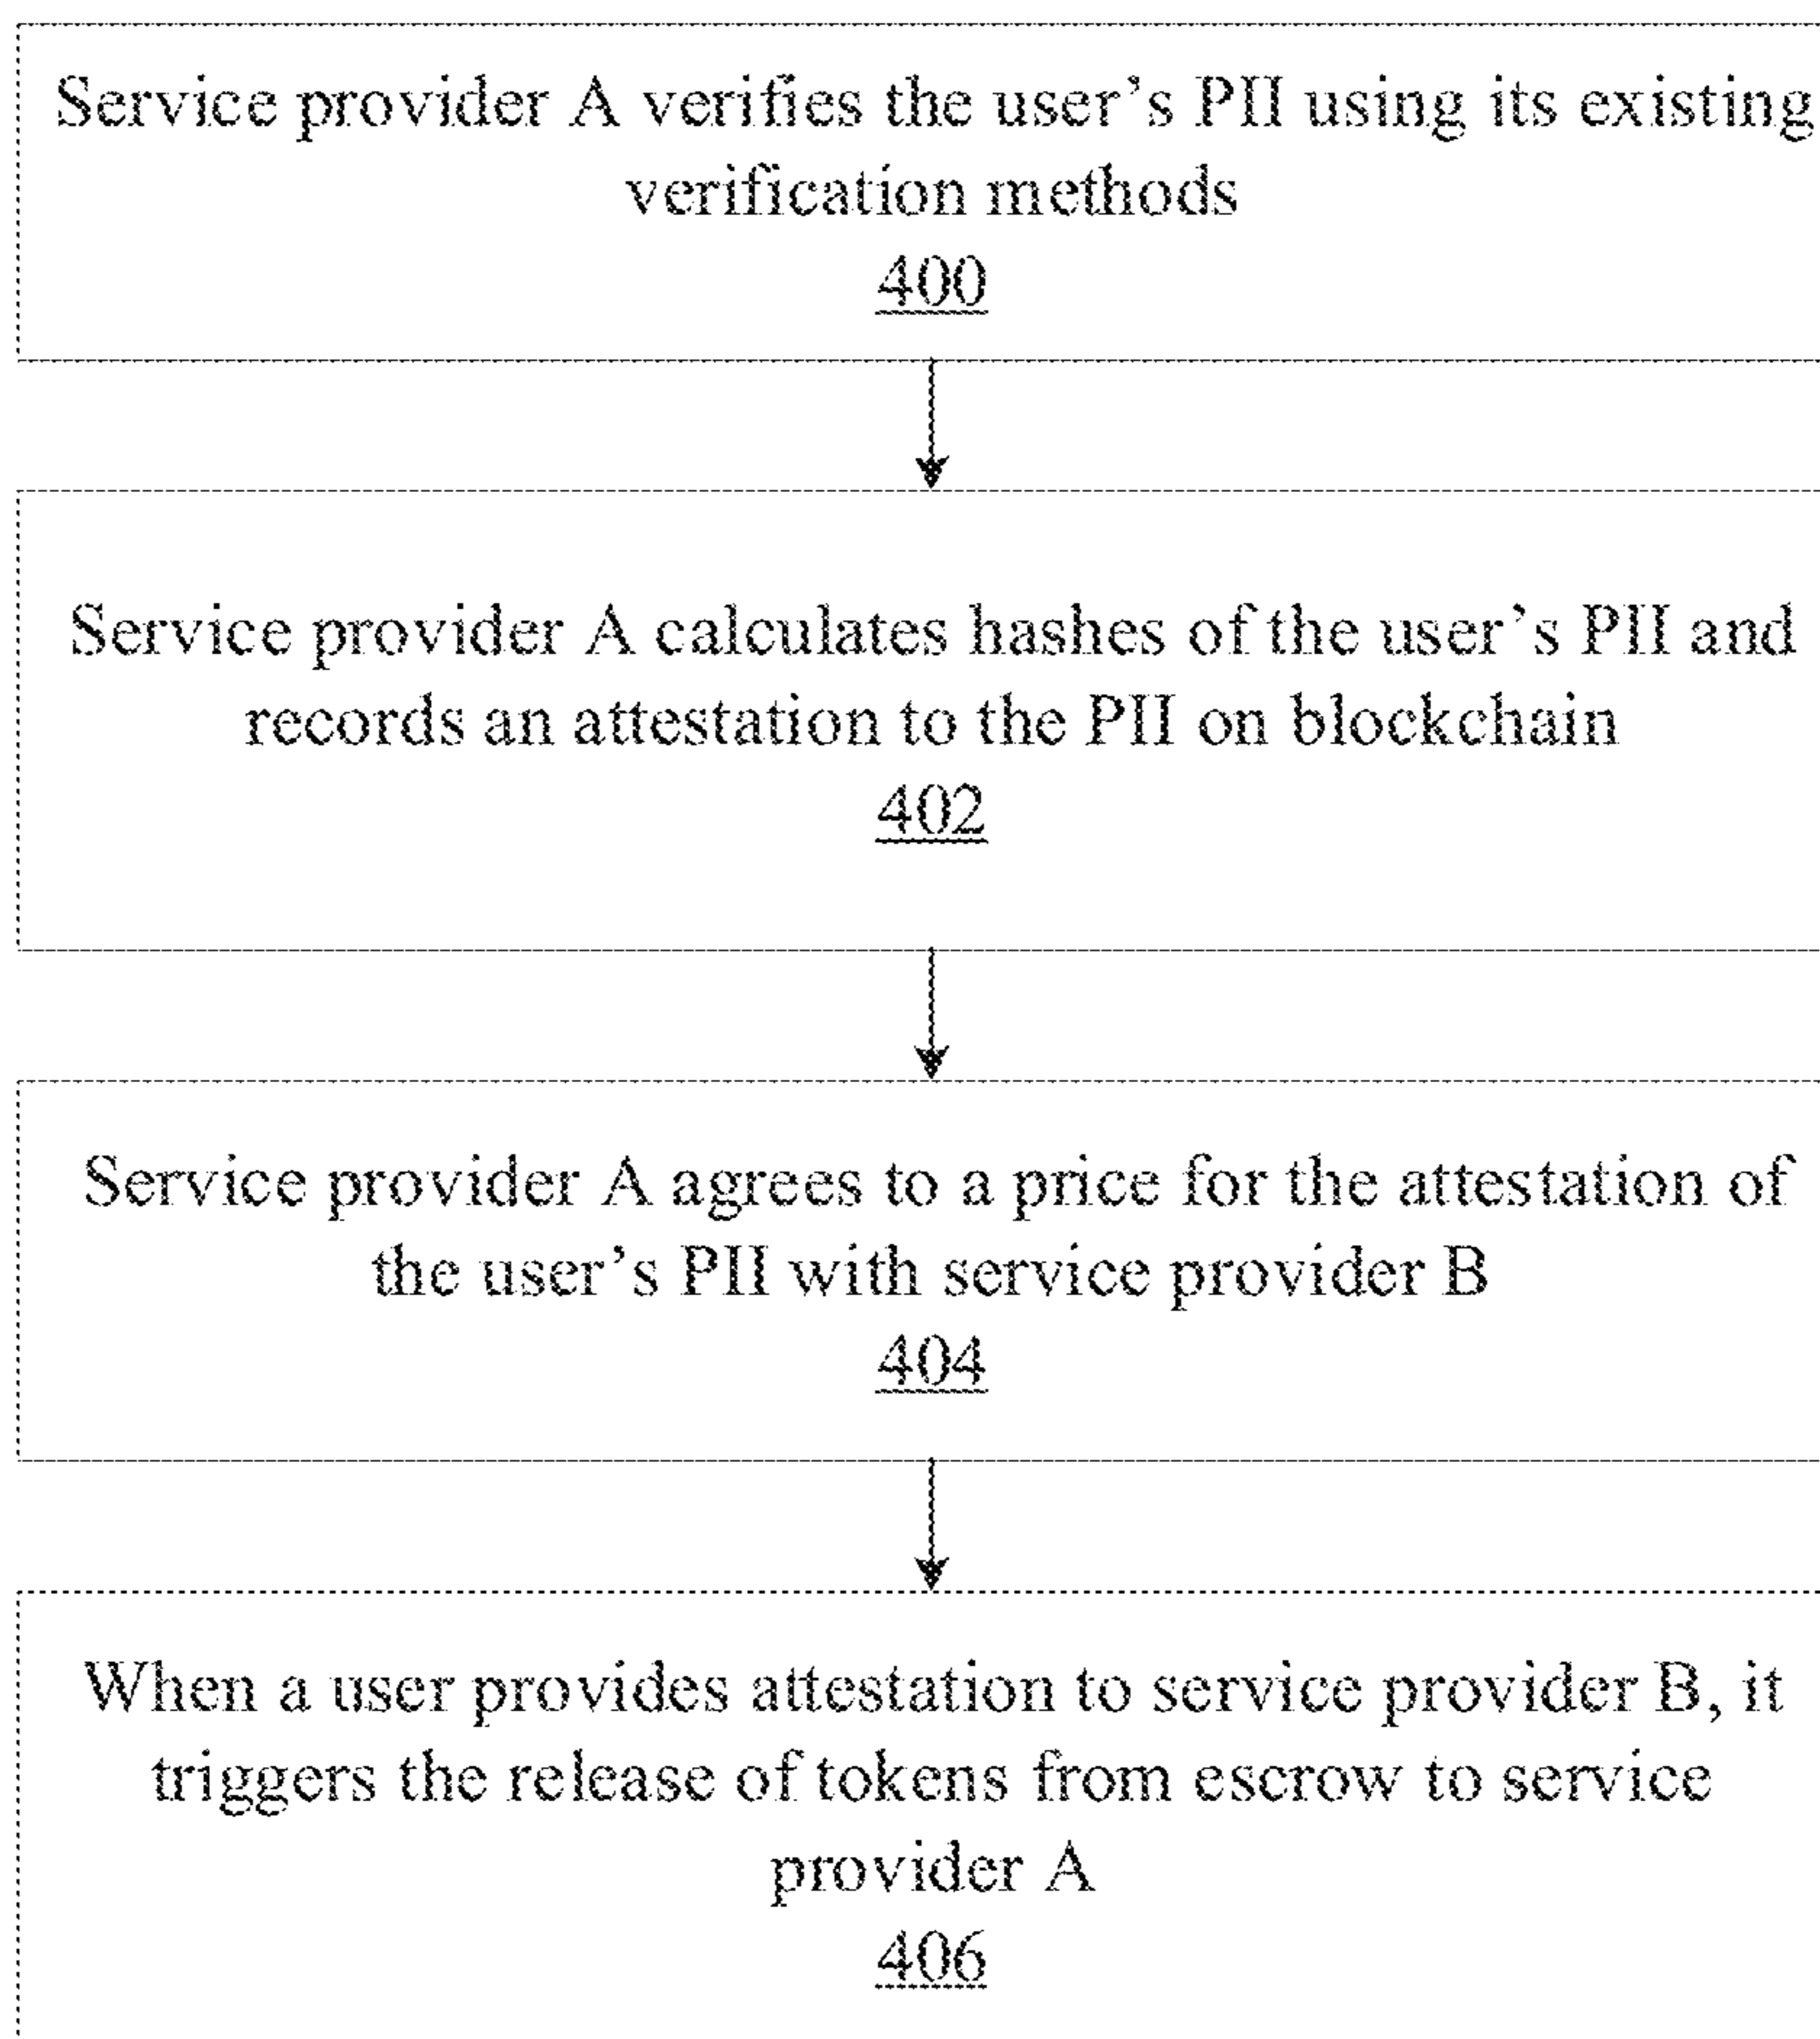 Service provider A verifies the user's PII using its existing
verification methods
400
Service provider A calculates hashes of the user's PII and
records an attestation to the PII on blockchain
402
Service provider A agrees to a price for the attestation of
the user's PII with service provider B
404
When a user provides attestation to service provider B, it
triggers the release of tokens from escrow to service
provider A
406